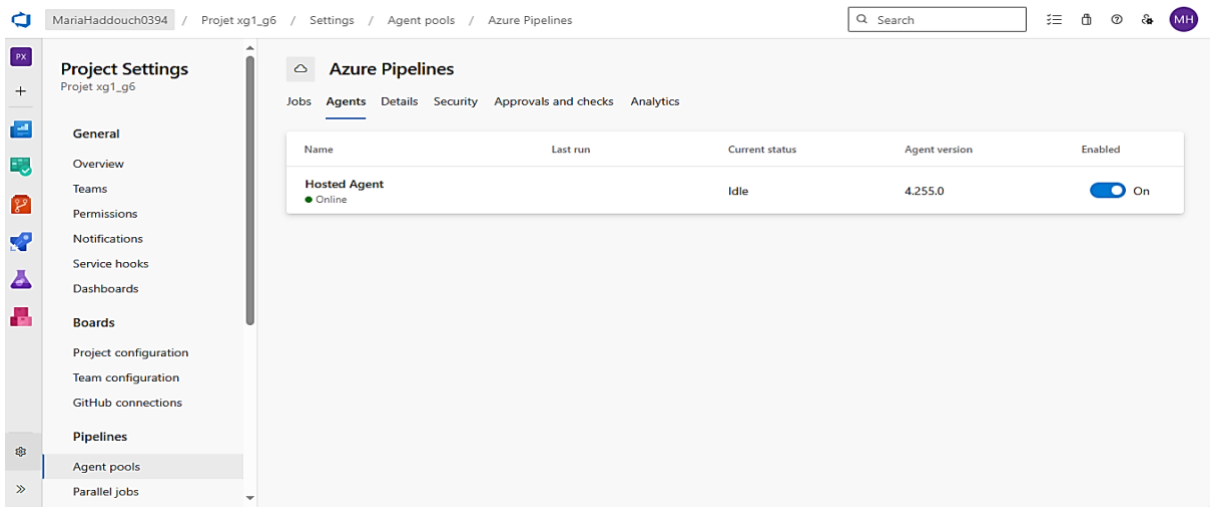 MariaHaddouch0394 / Projet xg1_g6 / Settings / Agent pools / Azure Pipelines
Search
MH
PX
Project Settings
Projet xg1_g6
General
Overview
Teams
Permissions
Notifications
Service hooks
Dashboards
Boards
Project configuration
Team configuration
GitHub connections
Pipelines
Agent pools
Parallel jobs
Azure Pipelines
Jobs Agents Details Security Approvals and checks Analytics
Name Last run Current status Agent version Enabled
Hosted Agent
Online
Idle 4.255.0 On